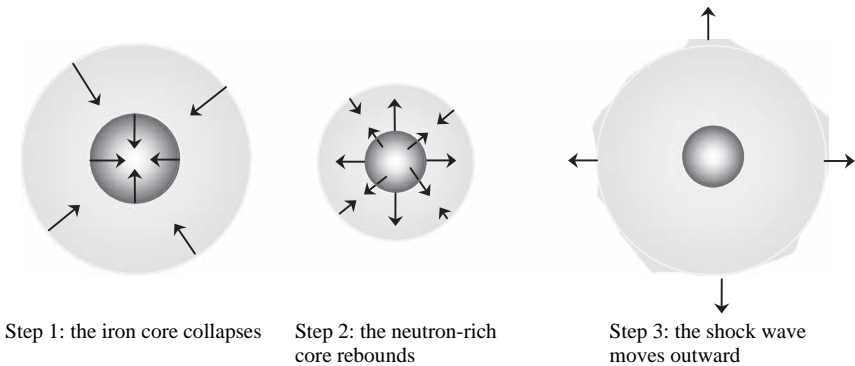 Step 1: the iron core collapses
Step 2: the neutron-rich
core rebounds
Step 3: the shock wave
moves outward